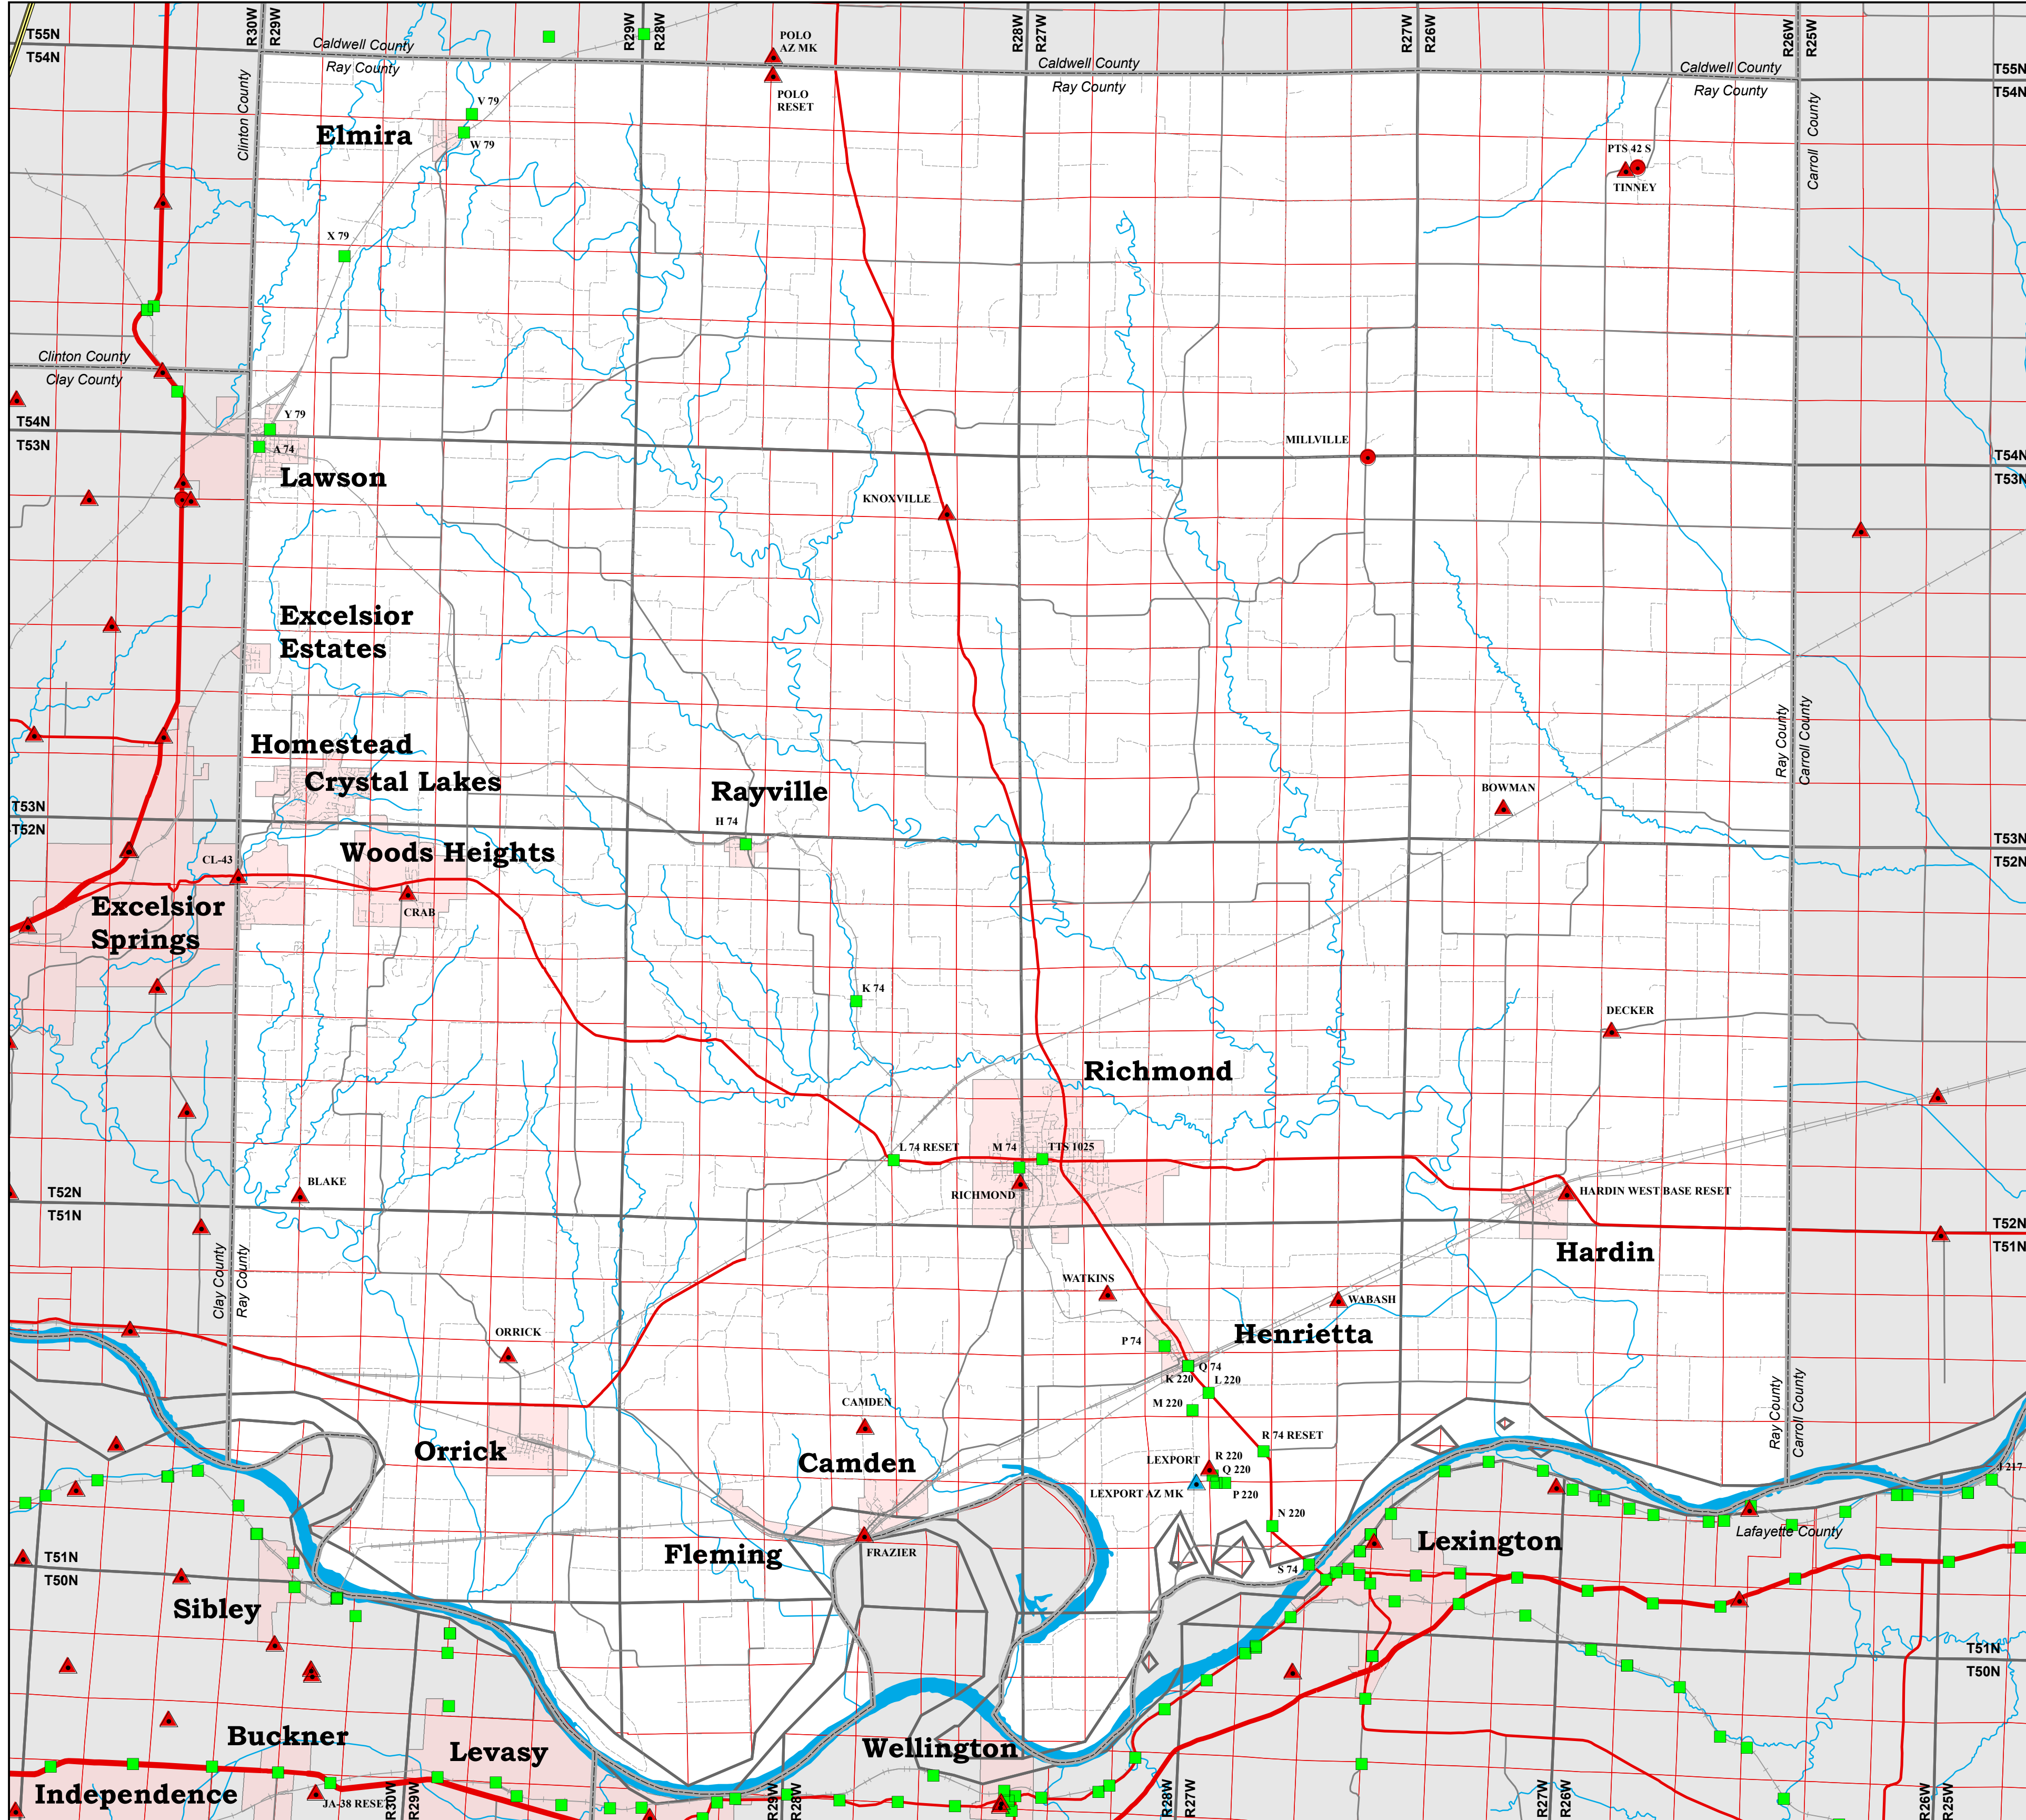 T55N
T54N
R30W
R29W
Caldwell County
Ray County
R29W
R28W
POLO
AZ MK
POLO
RESET
R28W
R27W
Caldwell County
Ray County
R27W
R26W
Caldwell County
Ray County
R26W
R25W
T55N
T54N
Clinton County
V 79
Elmira
W 79
PTS 42 S
TINNEY
Carroll County
X 79
Clinton County
Clay County
Y 79
T54N
T53N
A 74
Lawson
MILLVILLE
KNOXVILLE
T54N
T53N
Excelsior
Estates
Homestead
Crystal Lakes
Rayville
H 74
BOWMAN
Ray County
Carroll County
T53N
T52N
Woods Heights
CL-43
CRAB
T53N
T52N
Excelsior
Springs
K 74
DECKER
Richmond
L 74 RESET
M 74
TTS 1025
RICHMOND
BLAKE
HARDIN WEST BASE RESET
T52N
T51N
T52N
T51N
Hardin
Clay County
Ray County
WATKINS
WABASH
ORRICK
P 74
Henrietta
Q 74
K 220
L 220
M 220
CAMDEN
Ray County
Carroll County
Orrick
Camden
R 74 RESET
LEXPORT
R 220
Q 220
LEXPORT AZ MK
P 220
J 217
N 220
Lafayette County
Lexington
Fleming
FRAZIER
S 74
T51N
T50N
Sibley
T51N
T50N
Buckner
Levasy
Wellington
Independence
JA-38 RESET
R30W
R29W
R29W
R28W
R28W
R27W
R27W
R26W
R26W
R25W